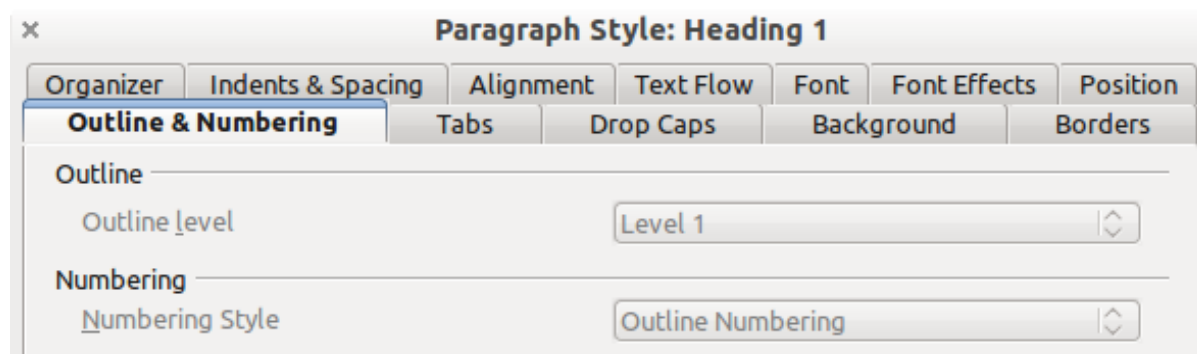 Paragraph Style: Heading 1
Organizer Indents & Spacing Alignment Text Flow Font Font Effects Position
Outline & Numbering Tabs Drop Caps Background Borders
Outline
Outline level Level 1
Numbering
Numbering Style Outline Numbering